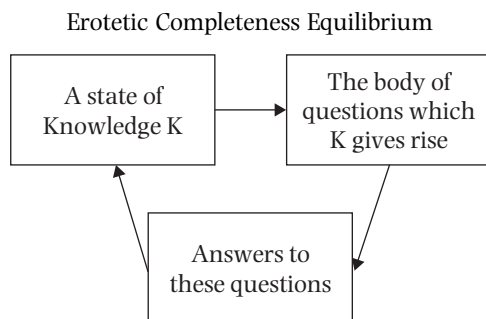 Erotetic Completeness Equilibrium
A state of
Knowledge K
The body of
questions which
K gives rise
Answers to
these questions